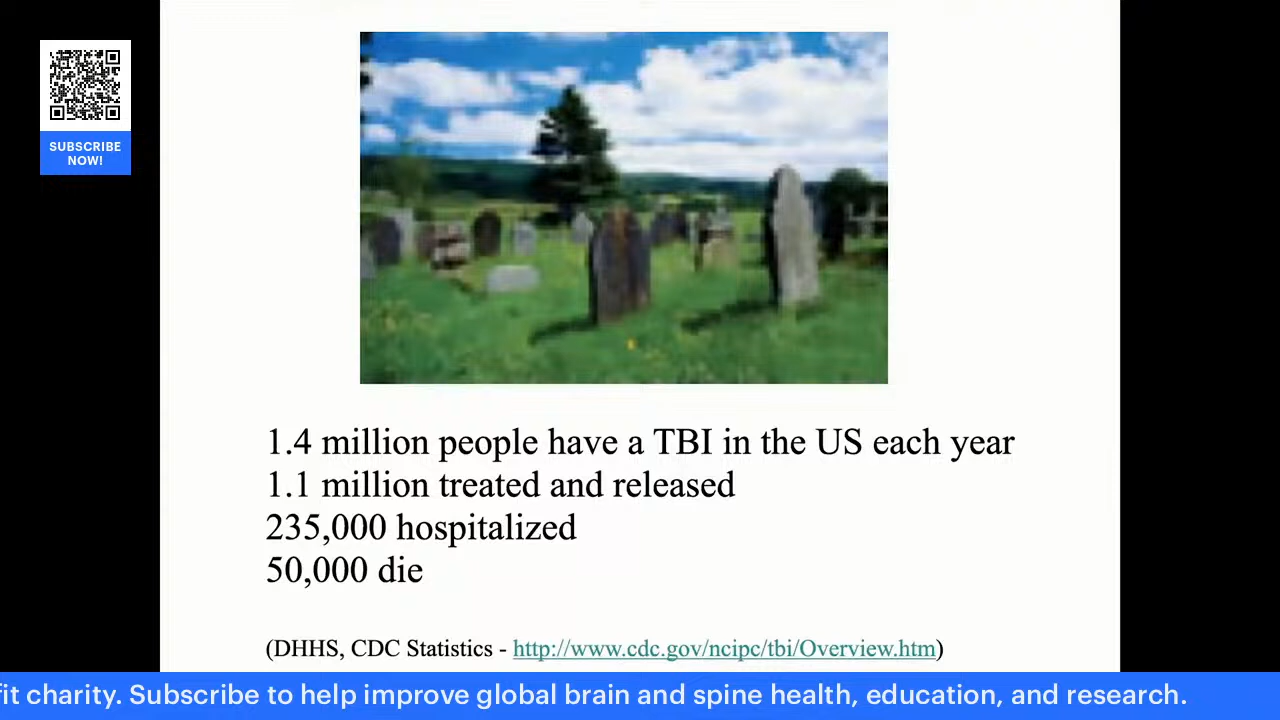 SUBSCRIBE
NOW!
1.4 million people have a TBI in the US each year
1.1 million treated and released
235,000 hospitalized
50,000 die
(DHHS, CDC Statistics - http://www.cdc.gov/ncipc/tbi/Overview.htm)
charity. Subscribe to help improve global brain and spine health, education, and research.